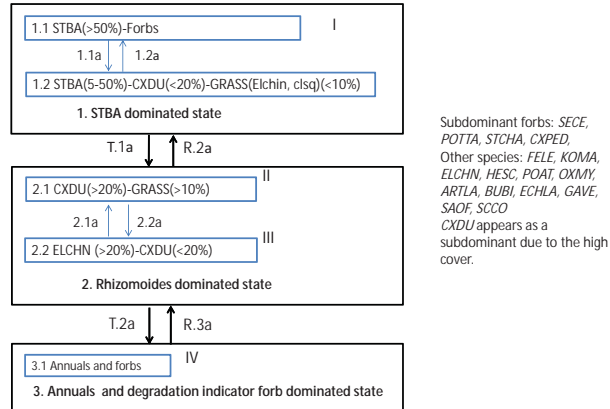 1.1 STBA(>50%)-Forbs
I
1.1a
1.2a
1.2 STBA(5-50%)-CXDU(<20%)-GRASS(Elchin, clsq)(<10%)
1. STBA dominated state
T.1a
R.2a
II
2.1 CXDU(>20%)-GRASS(>10%)
2.1a
2.2a
III
2.2 ELCHN (>20%)-CXDU(<20%)
2. Rhizomoides dominated state
T.2a
R.3a
IV
3.1 Annuals and forbs
3. Annuals and degradation indicator forb dominated state
Subdominant forbs: SECE,
POTTA, STCHA, CXPED,
Other species: FELE, KOMA,
ELCHN, HESC, POAT, OXMY,
ARTLA, BUBI, ECHLA, GAVE,
SAOF, SCCO
CXDU appears as a
subdominant due to the high
cover.